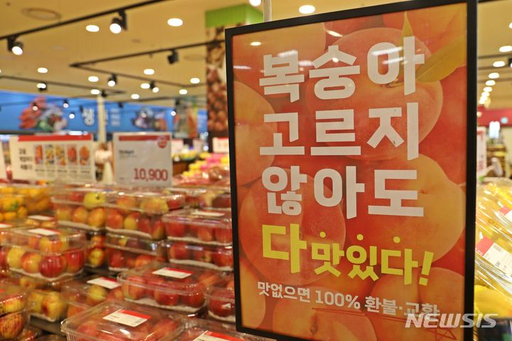 복숭아
고르지
않아도
다 맛있다!
맛없으면 100% 환불·교환
10,900
NEWSIS